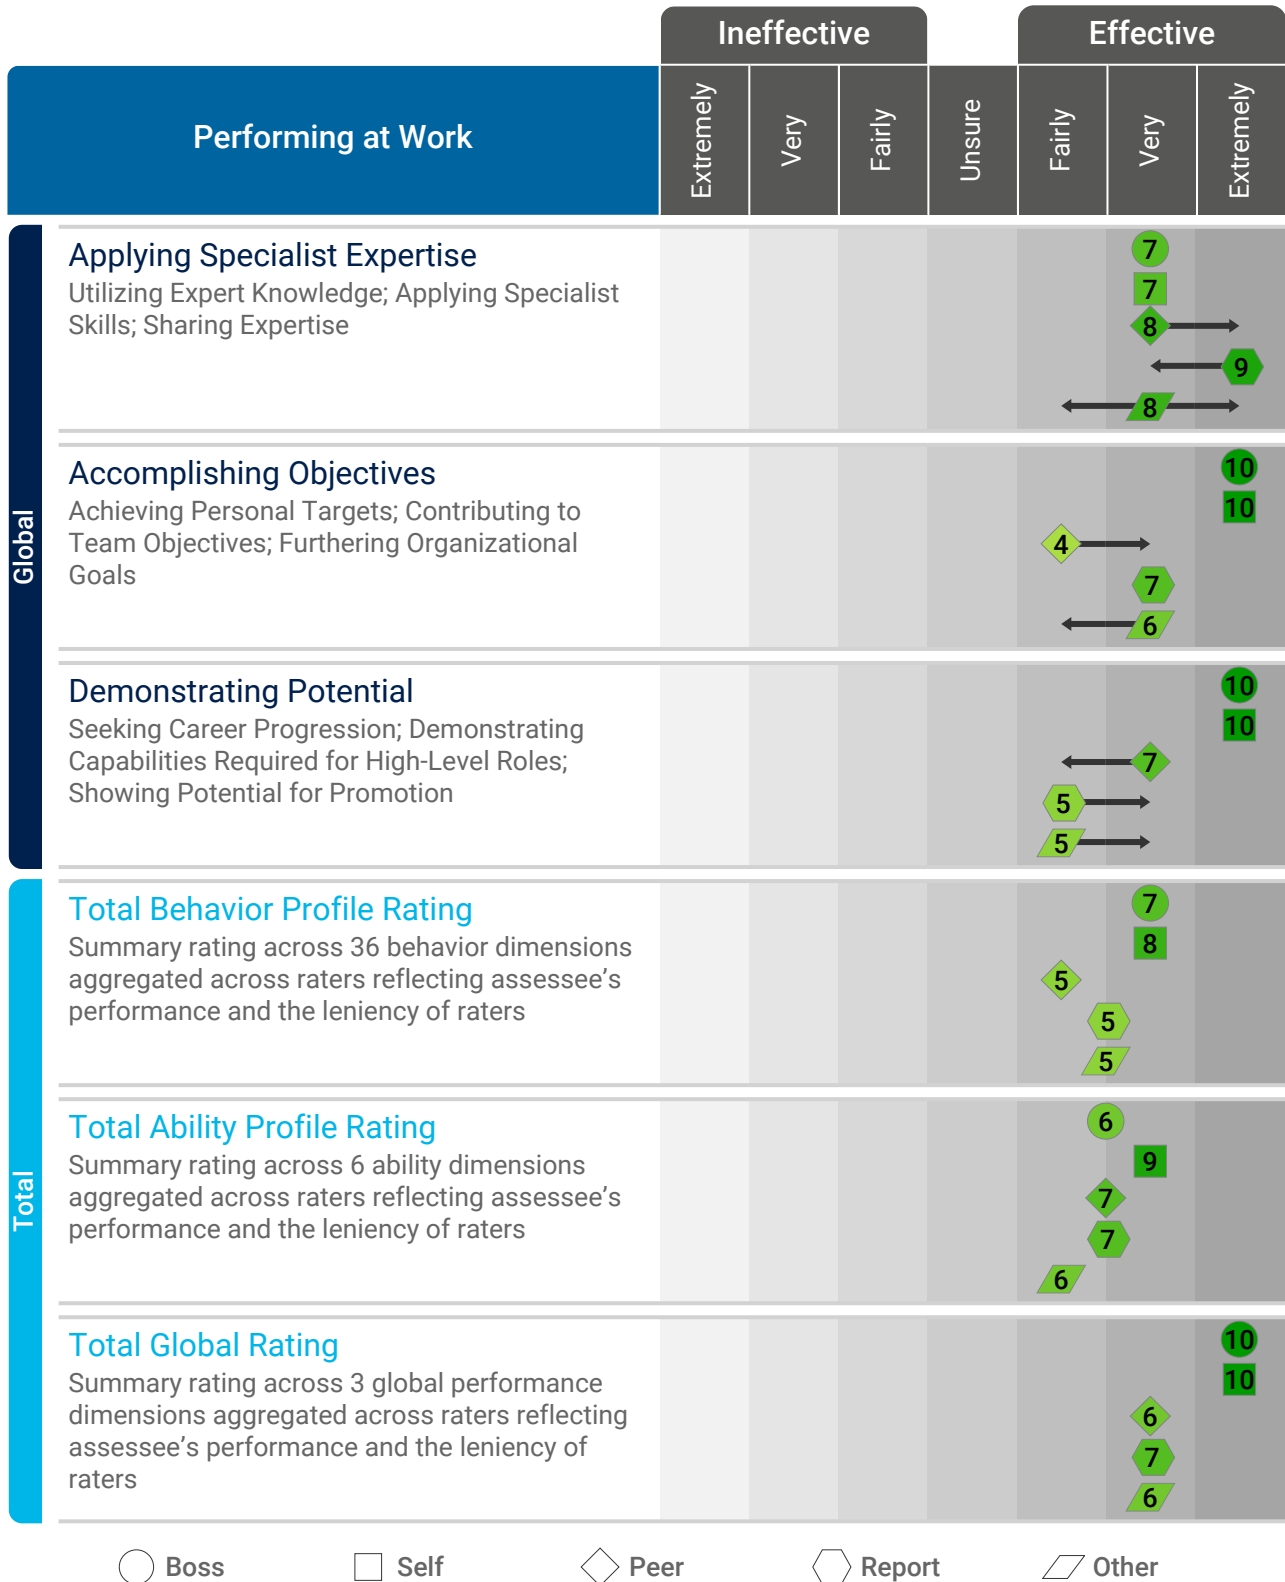 Ineffective
Effective
Performing at Work
Extremely
Very
Fairly
Unsure
Fairly
Very
Extremely
Global
Applying Specialist Expertise
Utilizing Expert Knowledge; Applying Specialist
Skills; Sharing Expertise
7
7
8
9
8
Accomplishing Objectives
Achieving Personal Targets; Contributing to
Team Objectives; Furthering Organizational
Goals
10
10
4
7
6
Demonstrating Potential
Seeking Career Progression; Demonstrating
Capabilities Required for High-Level Roles;
Showing Potential for Promotion
10
10
7
5
5
Total
Total Behavior Profile Rating
Summary rating across 36 behavior dimensions
aggregated across raters reflecting assessee’s
performance and the leniency of raters
7
8
5
5
5
Total Ability Profile Rating
Summary rating across 6 ability dimensions
aggregated across raters reflecting assessee’s
performance and the leniency of raters
6
9
7
7
6
Total Global Rating
Summary rating across 3 global performance
dimensions aggregated across raters reflecting
assessee’s performance and the leniency of
raters
10
10
6
7
6
Boss
Self
Peer
Report
Other